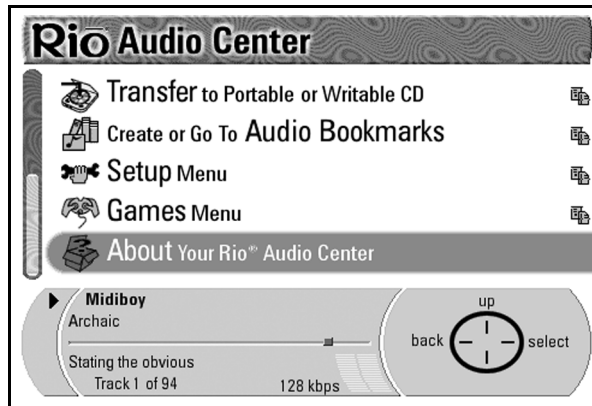 Rio Audio Center
Transfer to Portable or Writable CD
Create or Go To Audio Bookmarks
Setup Menu
Games Menu
About Your Rio® Audio Center
Midiboy
Archaic
Stating the obvious
Track 1 of 94 128 kbps
up
back select